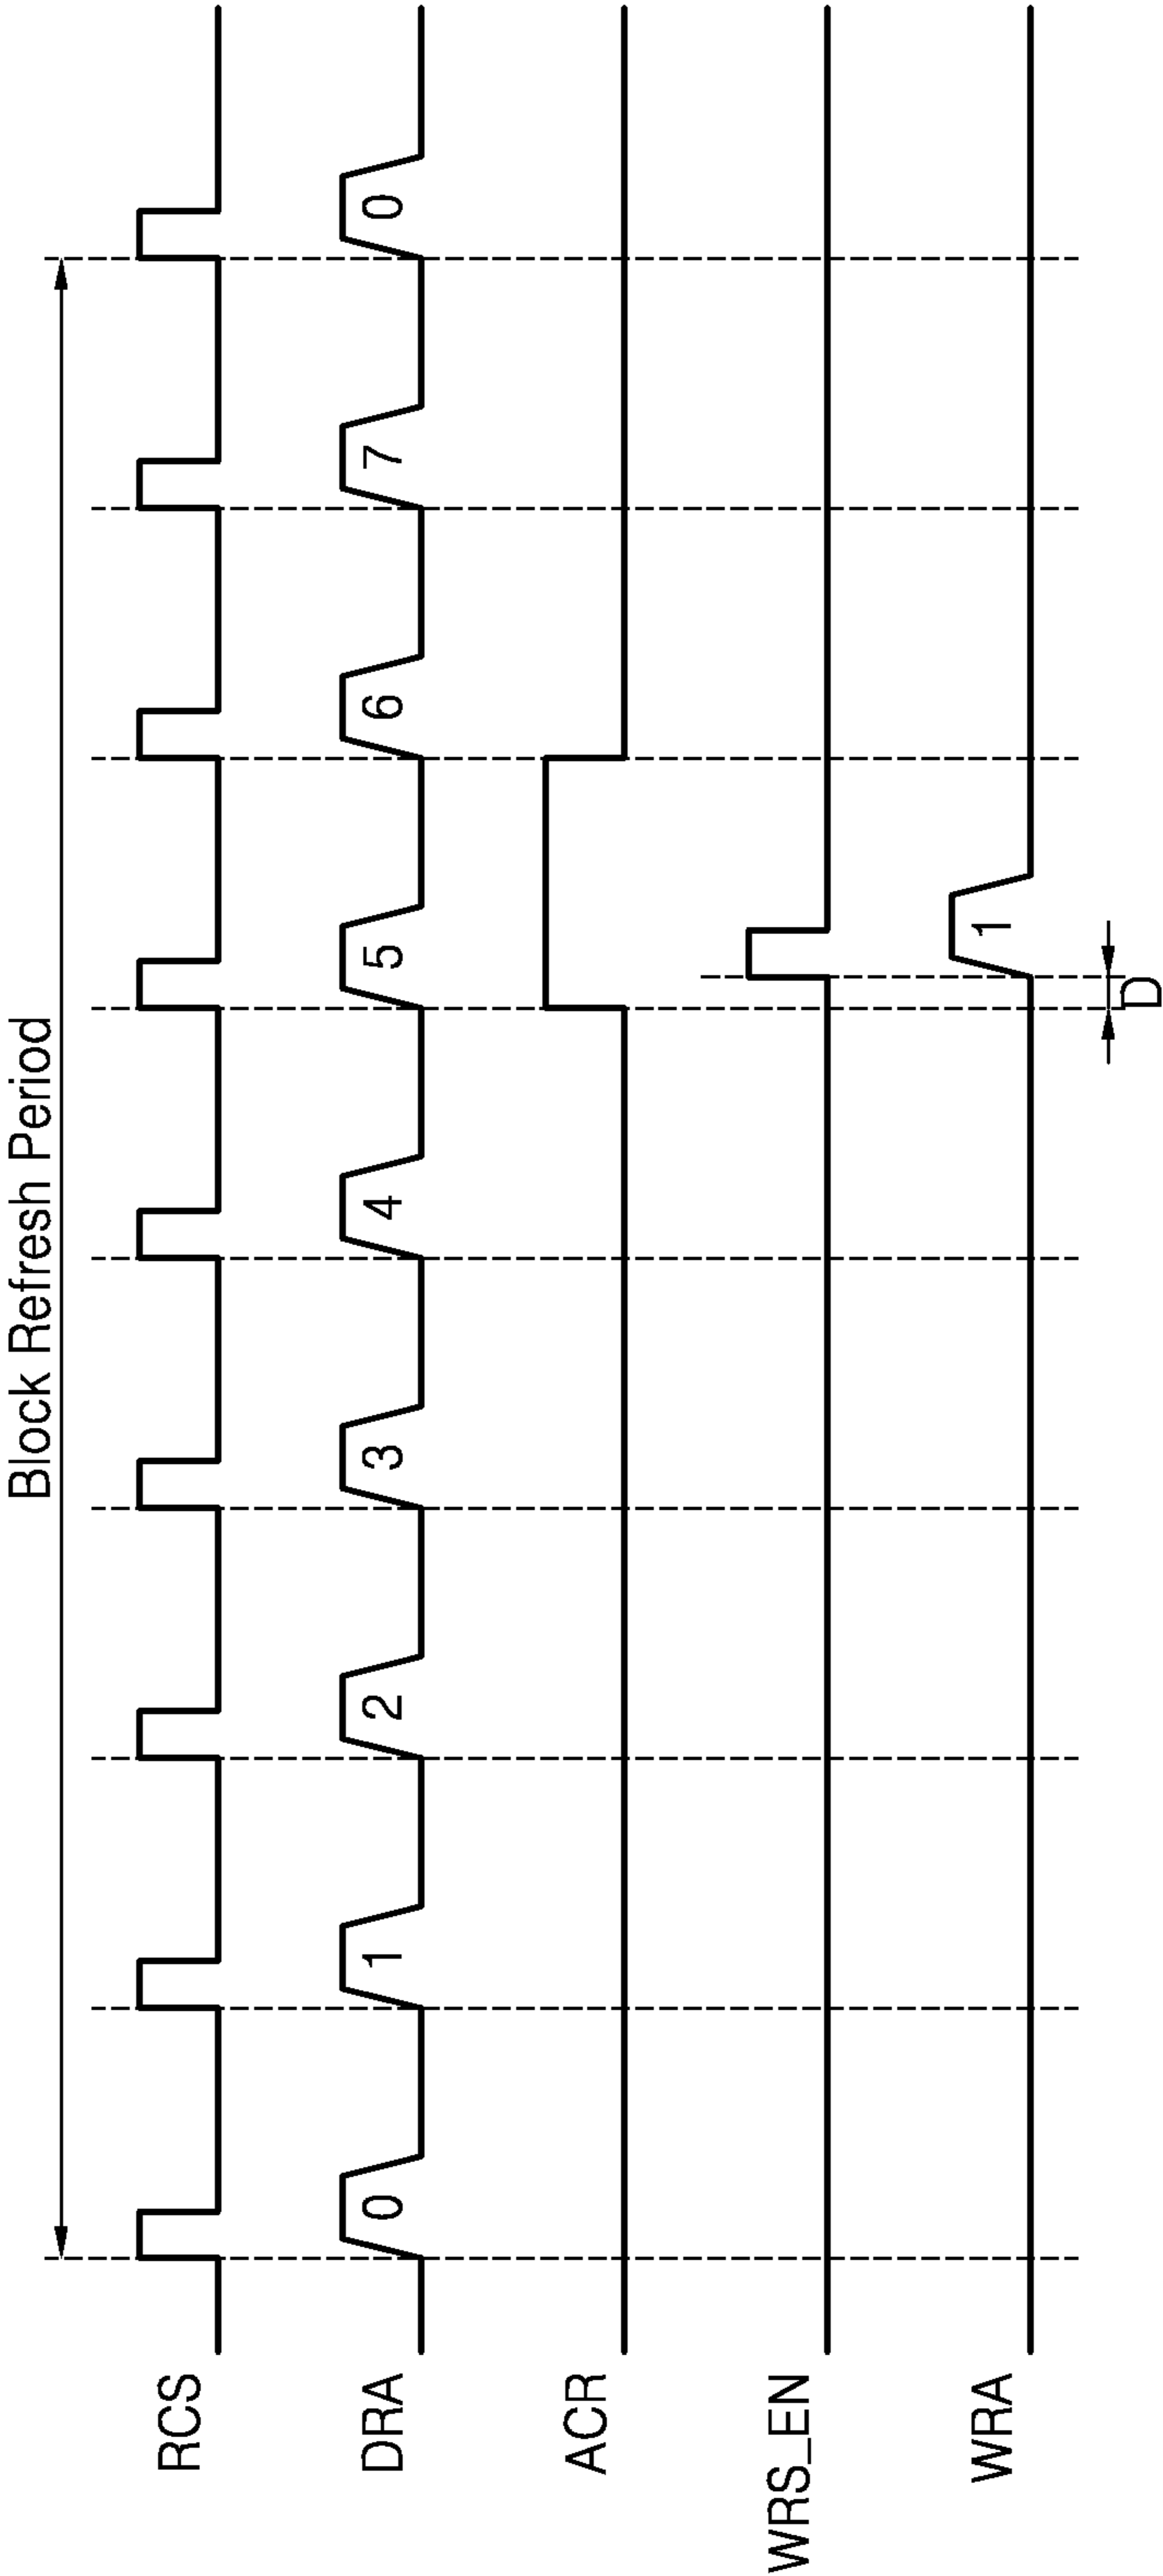 Block Refresh Period
RCS
DRA 0 1 2 3 4 5 6 7 0
ACR
WRS_EN
WRA 1
D